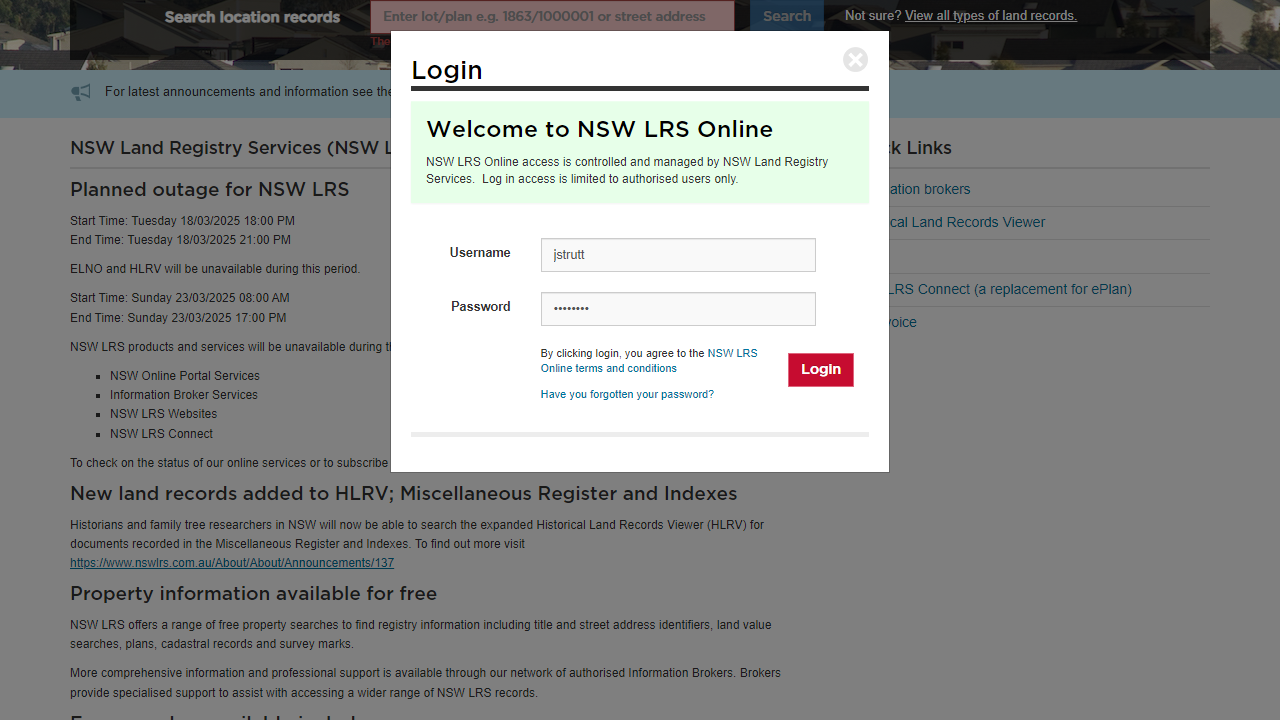 Search location records
Enter lot/plan e.g. 1863/1000001 or street address
Search
Not sure? View all types of land records.
Login
For latest announcements and information see the
Welcome to NSW LRS Online
NSW LRS Online access is controlled and managed by NSW Land Registry
Services.  Log in access is limited to authorised users only.
Username
jstrutt
Password
••••••••
By clicking login, you agree to the NSW LRS
Online terms and conditions
Login
Have you forgotten your password?
NSW Land Registry Services (NSW L
Planned outage for NSW LRS
Start Time: Tuesday 18/03/2025 18:00 PM
End Time: Tuesday 18/03/2025 21:00 PM
ELNO and HLRV will be unavailable during this period.
Start Time: Sunday 23/03/2025 08:00 AM
End Time: Sunday 23/03/2025 17:00 PM
NSW LRS products and services will be unavailable during
NSW Online Portal Services
Information Broker Services
NSW LRS Websites
NSW LRS Connect
To check on the status of our online services or to subscribe
New land records added to HLRV; Miscellaneous Register and Indexes
Historians and family tree researchers in NSW will now be able to search the expanded Historical Land Records Viewer (HLRV) for
documents recorded in the Miscellaneous Register and Indexes. To find out more visit
https://www.nswlrs.com.au/About/About/Announcements/137
Property information available for free
NSW LRS offers a range of free property searches to find registry information including title and street address identifiers, land value
searches, plans, cadastral records and survey marks.
More comprehensive information and professional support is available through our network of authorised Information Brokers. Brokers
provide specialised support to assist with accessing a wider range of NSW LRS records.
k Links
ation brokers
cal Land Records Viewer
LRS Connect (a replacement for ePlan)
voice